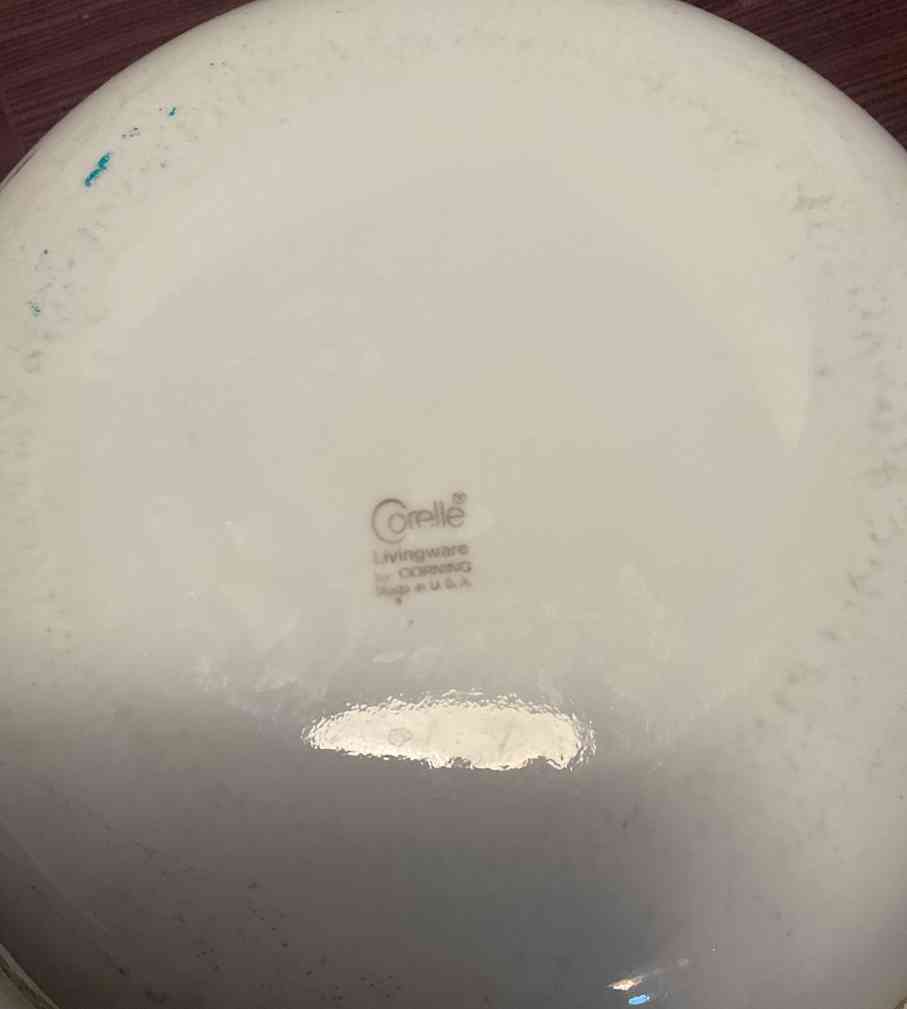 Corelle®
Livingware
by CORNING
Made in U.S.A.